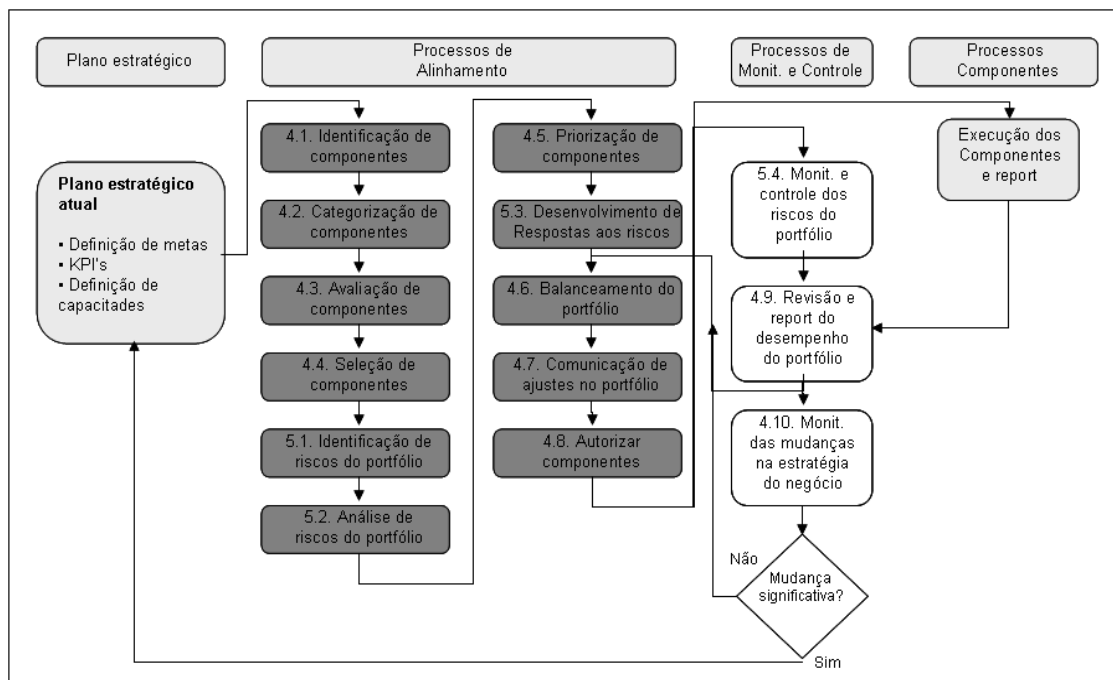 Plano estratégico
Processos de
Alinhamento
Processos de
Monit. e Controle
Processos
Componentes
Plano estratégico
atual
• Definição de metas
• KPI's
• Definição de
capacitades
4.1. Identificação de
componentes
4.2. Categorização de
componentes
4.3. Avaliação de
componentes
4.4. Seleção de
componentes
5.1. Identificação de
riscos do portfólio
5.2. Análise de
riscos do portfólio
4.5. Priorização de
componentes
5.3. Desenvolvimento de
Respostas aos riscos
4.6. Balanceamento do
portfólio
4.7. Comunicação de
ajustes no portfólio
4.8. Autorizar
componentes
5.4. Monit. e
controle dos
riscos do
portfólio
4.9. Revisão e
report do
desempenho
do portfólio
4.10. Monit.
das mudanças
na estratégia
do negócio
Não
Mudança
significativa?
Sim
Execução dos
Componentes
e report